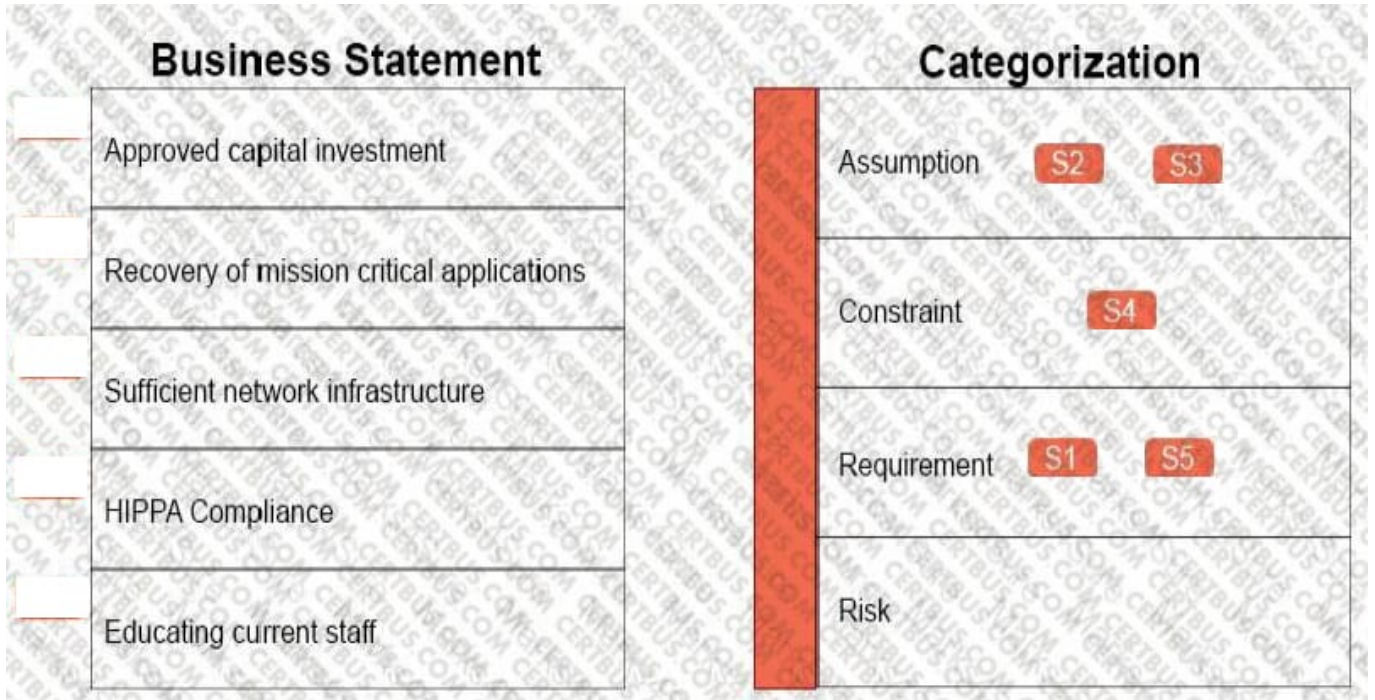 Business Statement
Approved capital investment
Recovery of mission critical applications
Sufficient network infrastructure
HIPPA Compliance
Educating current staff
Categorization
Assumption S2 S3
Constraint S4
Requirement S1 S5
Risk